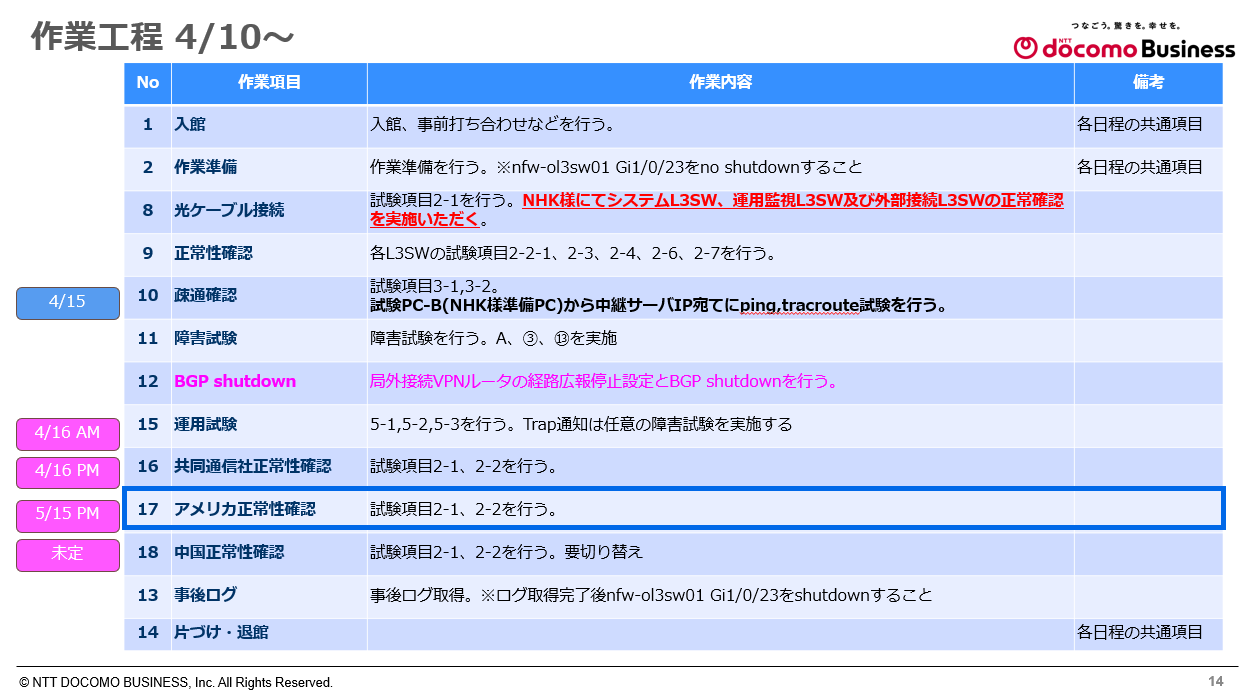 作業工程 4/10～
つなごう。驚きを。幸せを。
NTT docomo Business
No 作業項目 作業内容 備考
1 入館 入館、事前打ち合わせなどを行う。 各日程の共通項目
2 作業準備 作業準備を行う。※nfw-ol3sw01 Gi1/0/23をno shutdownすること 各日程の共通項目
8 光ケーブル接続 試験項目2-1を行う。NHK様にてシステムL3SW、運用監視L3SW及び外部接続L3SWの正常確認
を実施いただく。
9 正常性確認 各L3SWの試験項目2-2-1、2-3、2-4、2-6、2-7を行う。
4/15
10 疎通確認 試験項目3-1,3-2。
試験PC-B(NHK様準備PC)から中継サーバIP宛てにping,tracroute試験を行う。
11 障害試験 障害試験を行う。A、③、⑬を実施
12 BGP shutdown 局外接続VPNルータの経路広報停止設定とBGP shutdownを行う。
4/16 AM
15 運用試験 5-1,5-2,5-3を行う。Trap通知は任意の障害試験を実施する
4/16 PM
16 共同通信社正常性確認 試験項目2-1、2-2を行う。
5/15 PM
17 アメリカ正常性確認 試験項目2-1、2-2を行う。
未定
18 中国正常性確認 試験項目2-1、2-2を行う。要切り替え
13 事後ログ 事後ログ取得。※ログ取得完了後nfw-ol3sw01 Gi1/0/23をshutdownすること
14 片づけ・退館 各日程の共通項目
© NTT DOCOMO BUSINESS, Inc. All Rights Reserved.
14